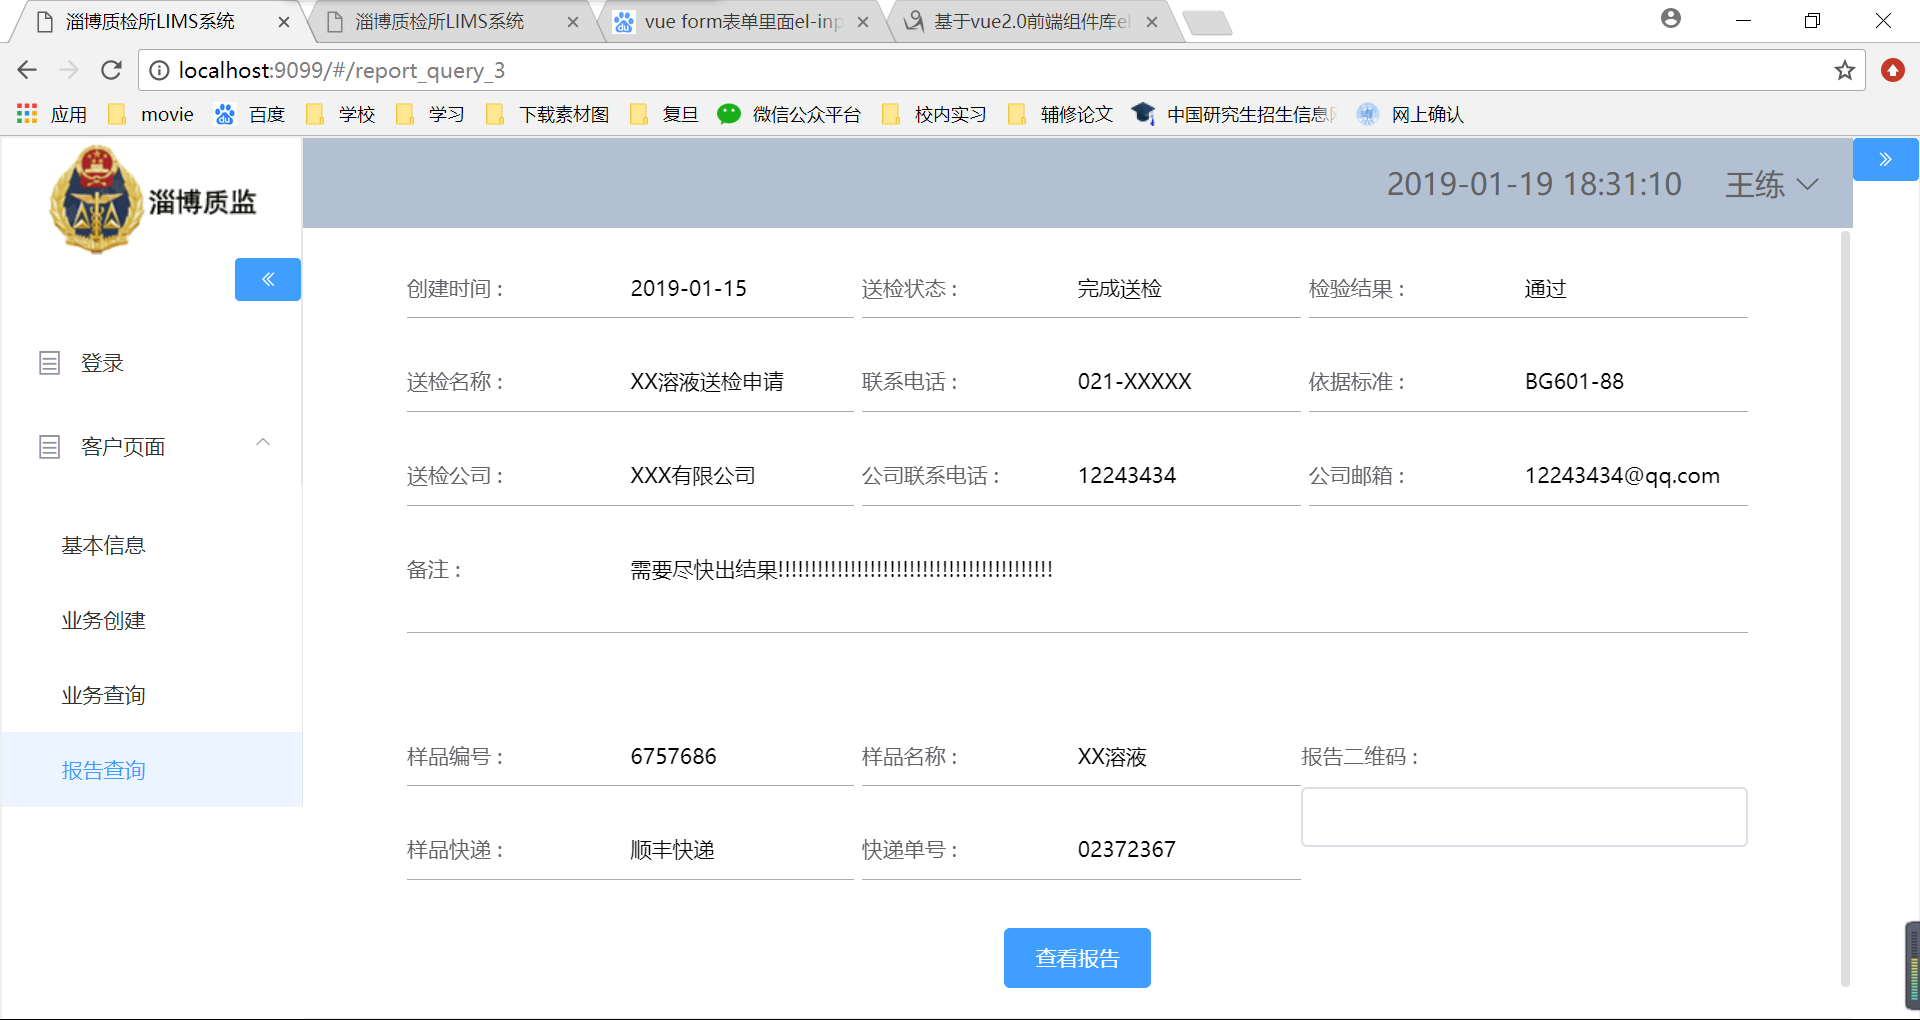 淄博质检所LIMS系统
淄博质检所LIMS系统
vue form表单里面el-inp
基于vue2.0前端组件库el
localhost:9099/#/report_query_3
应用 movie 百度 学校 学习 下载素材图 复旦 微信公众平台 校内实习 辅修论文 中国研究生招生信息网 网上确认
淄博质监
2019-01-19 18:31:10 王练
登录
客户页面
基本信息
业务创建
业务查询
报告查询
创建时间： 2019-01-15 送检状态： 完成送检 检验结果： 通过
送检名称： XX溶液送检申请 联系电话： 021-XXXXX 依据标准： BG601-88
送检公司： XXX有限公司 公司联系电话： 12243434 公司邮箱： 12243434@qq.com
备注： 需要尽快出结果!!!!!!!!!!!!!!!!!!!!!!!!!!!!!!!!!!!!!!!!!!
样品编号： 6757686 样品名称： XX溶液 报告二维码：
样品快递： 顺丰快递 快递单号： 02372367
查看报告